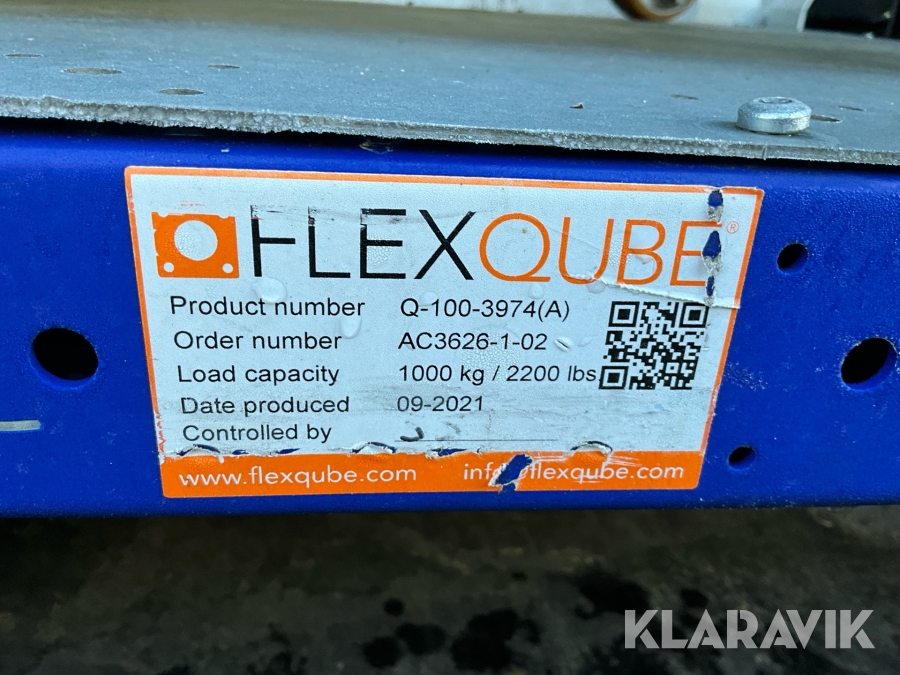 FLEXQUBE®
Product number Q-100-3974(A)
Order number AC3626-1-02
Load capacity 1000 kg / 2200 lbs
Date produced 09-2021
Controlled by
www.flexqube.com
KLARAVIK